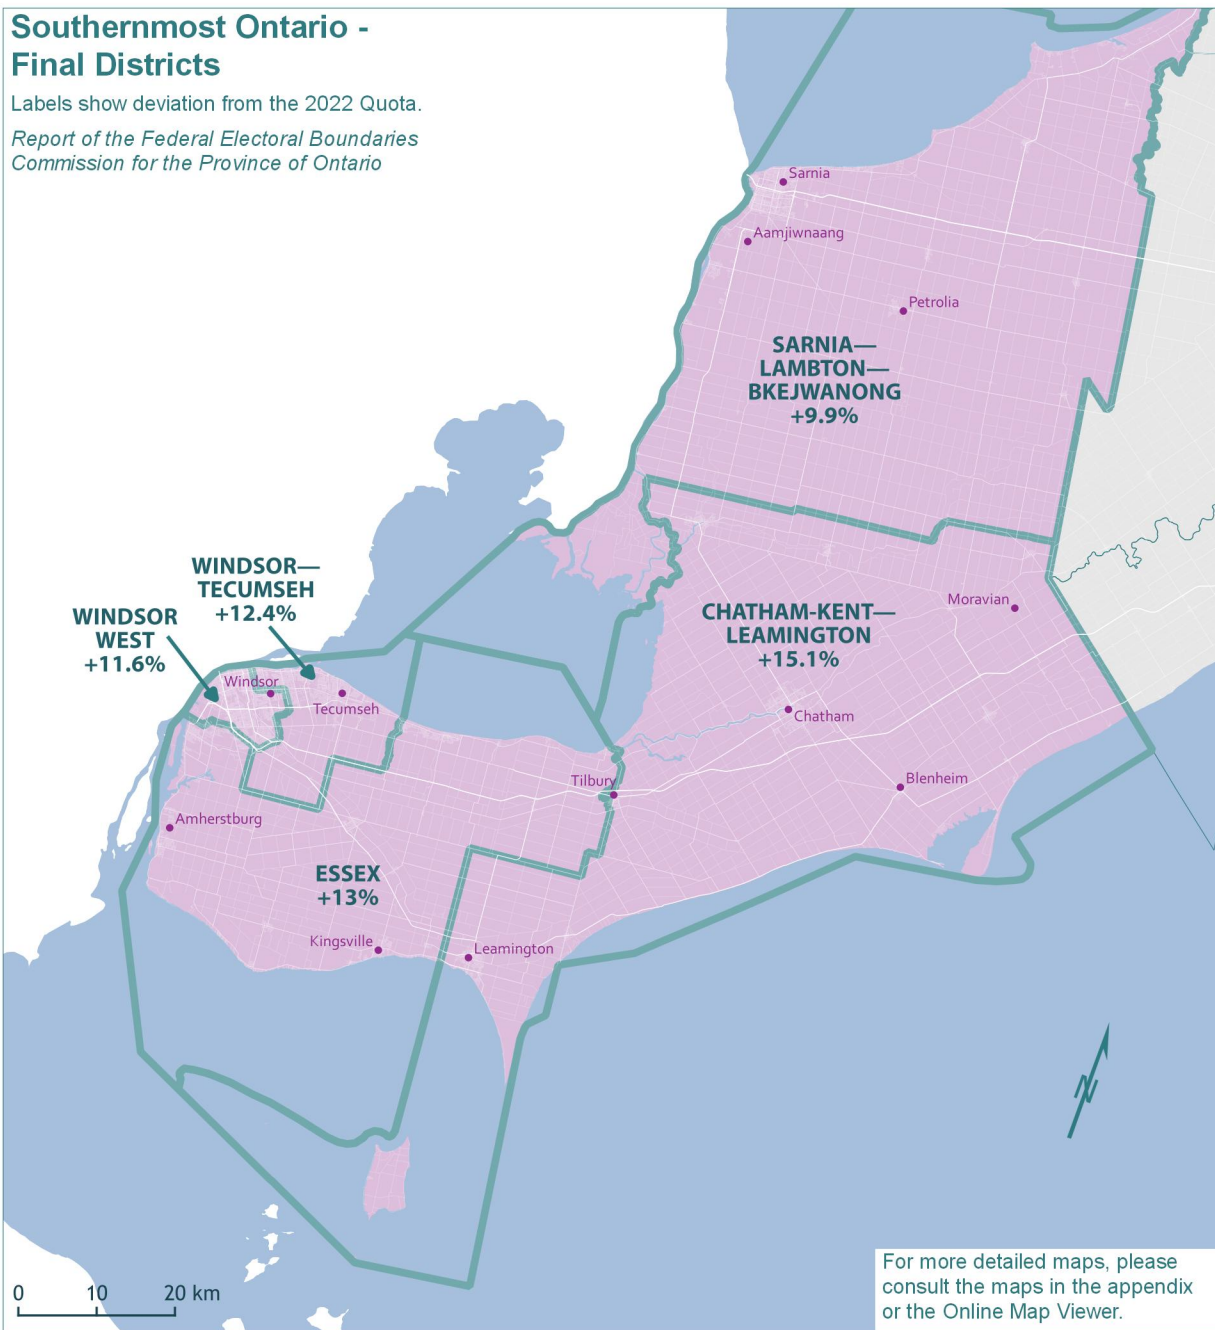 Southernmost Ontario -
Final Districts
Labels show deviation from the 2022 Quota.
Report of the Federal Electoral Boundaries
Commission for the Province of Ontario
Sarnia
Aamjiwnaang
Petrolia
SARNIA—
LAMBTON—
BKEJWANONG
+9.9%
WINDSOR—
TECUMSEH
+12.4%
WINDSOR
WEST
+11.6%
CHATHAM-KENT—
LEAMINGTON
+15.1%
Moravian
Windsor
Tecumseh
Chatham
Tilbury
Blenheim
Amherstburg
ESSEX
+13%
Kingsville
Leamington
N
0 10 20 km
For more detailed maps, please
consult the maps in the appendix
or the Online Map Viewer.